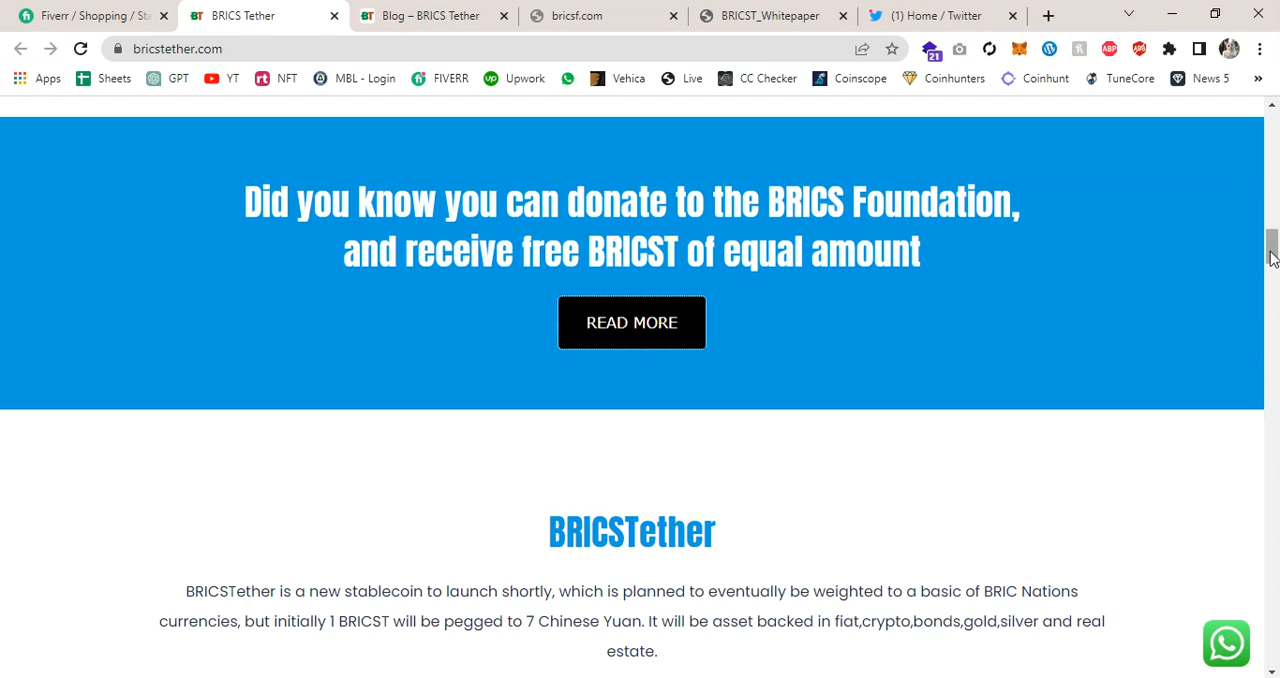 Fiverr / Shopping / Sta
BT BRICS Tether
BT Blog – BRICS Tether
bricsf.com
BRICST_Whitepaper
(1) Home / Twitter
bricstether.com
21
ABP
Apps
Sheets
GPT
YT
NFT
MBL - Login
FIVERR
Upwork
Vehica
Live
CC Checker
Coinscope
Coinhunters
Coinhunt
TuneCore
News 5
»
Did you know you can donate to the BRICS Foundation,
and receive free BRICST of equal amount
READ MORE
BRICSTether
BRICSTether is a new stablecoin to launch shortly, which is planned to eventually be weighted to a basic of BRIC Nations
currencies, but initially 1 BRICST will be pegged to 7 Chinese Yuan. It will be asset backed in fiat,crypto,bonds,gold,silver and real
estate.